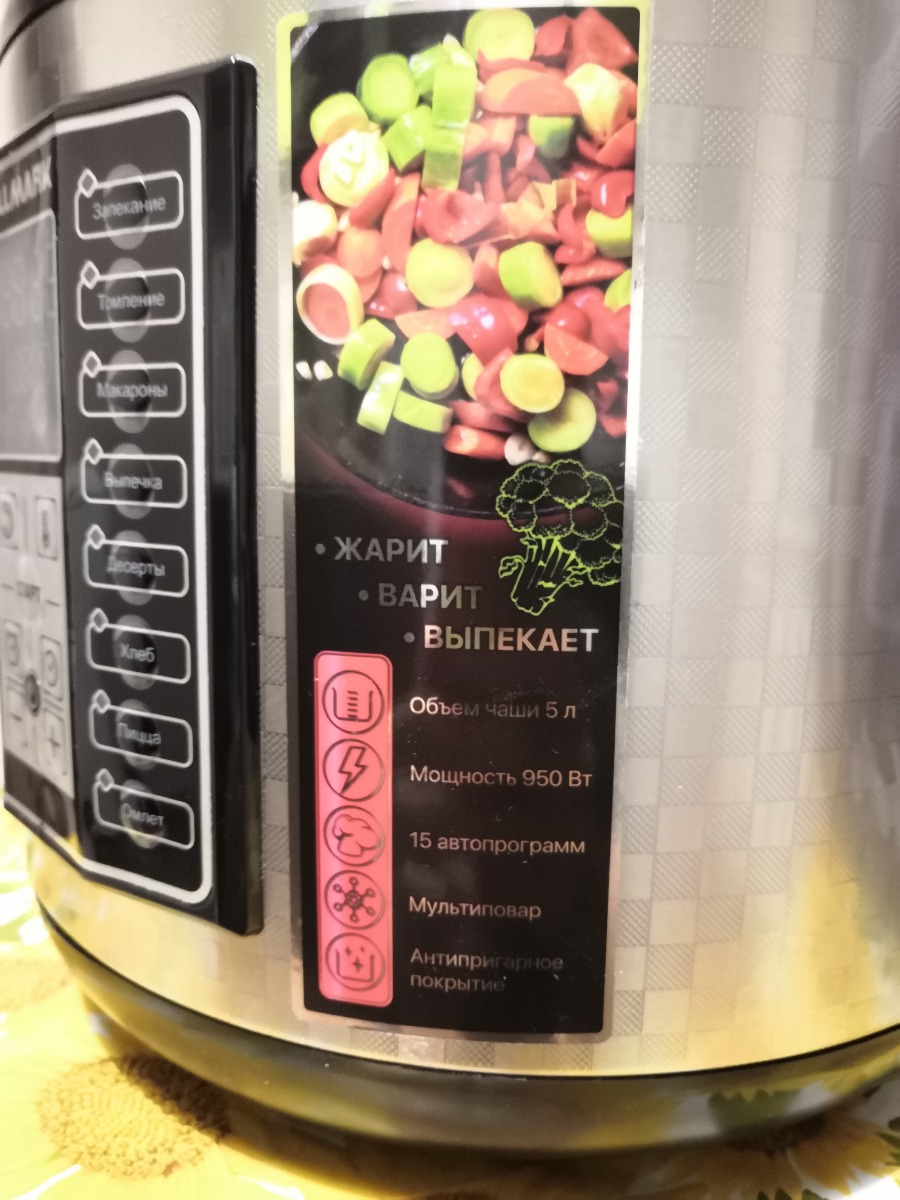 Запекание
Томление
Макароны
Выпечка
Десерты
Хлеб
Пицца
Омлет
СТАРТ
• ЖАРИТ
• ВАРИТ
• ВЫПЕКАЕТ
Объем чаши 5 л
Мощность 950 Вт
15 автопрограмм
Мультиповар
Антипригарное
покрытие